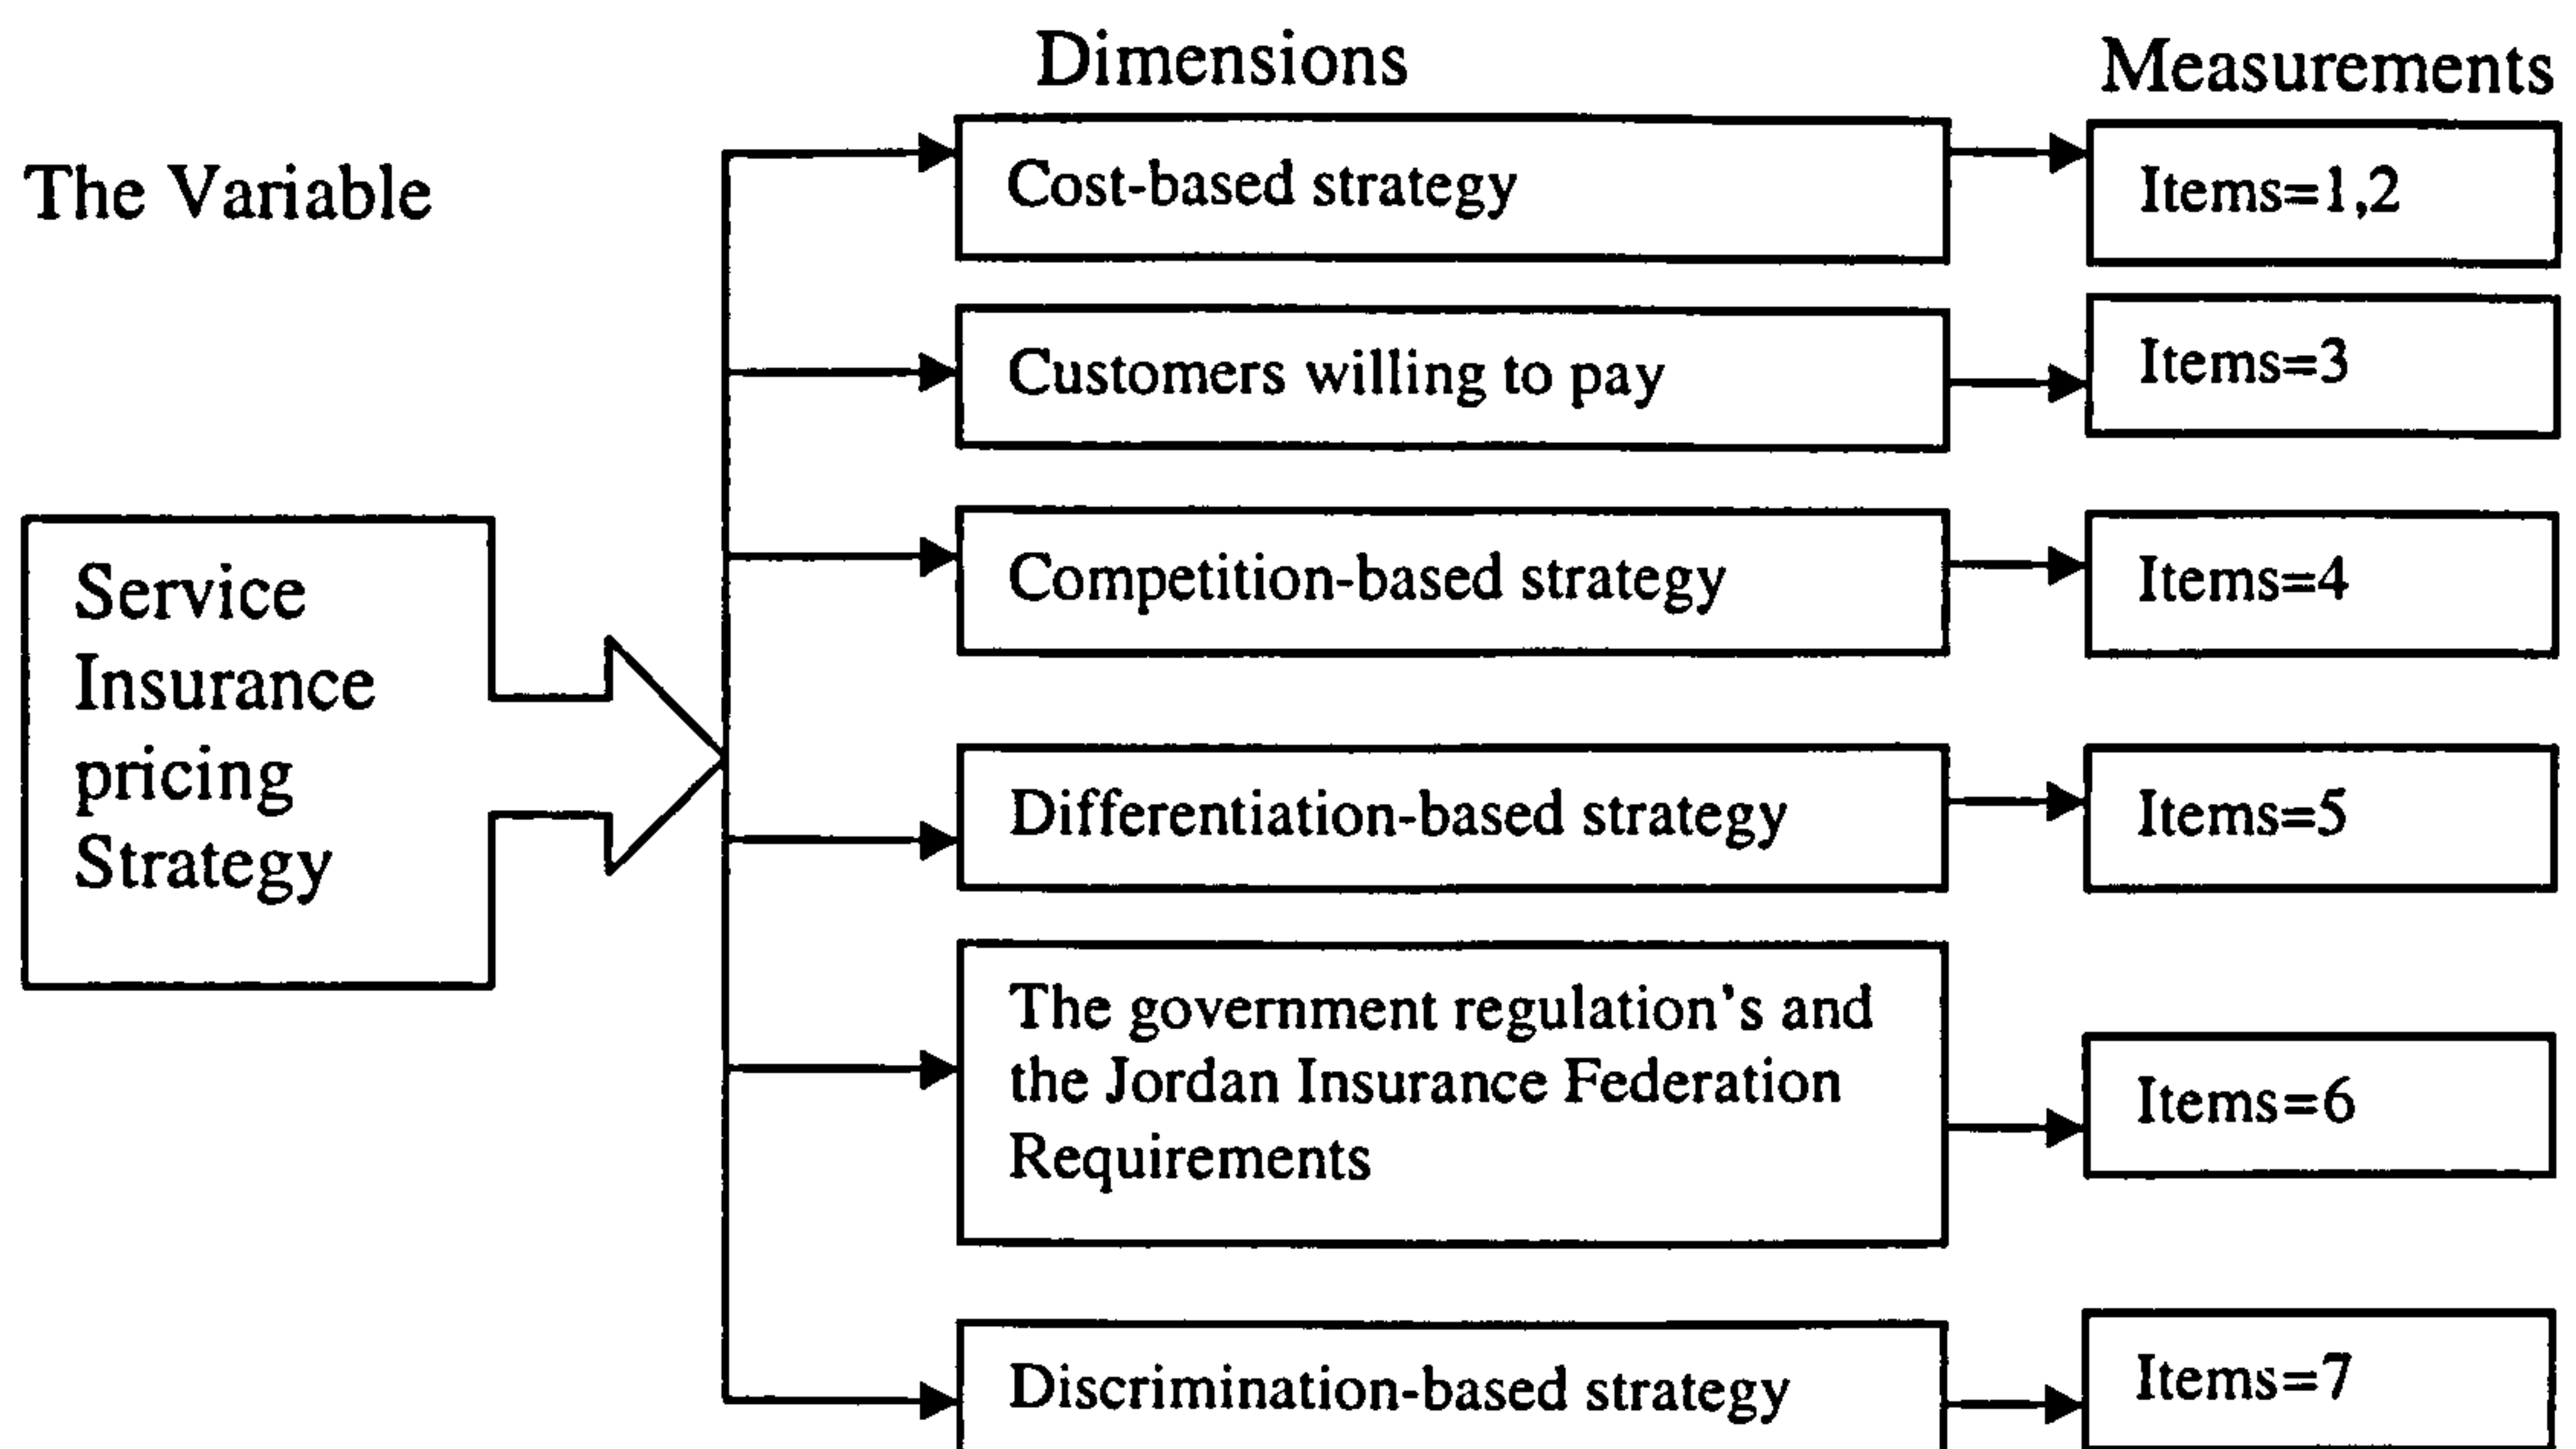 Dimensions
Measurements
The Variable
Cost-based strategy
Items=1,2
Customers willing to pay
Items=3
Service
Insurance
pricing
Strategy
Competition-based strategy
Items=4
Differentiation-based strategy
Items=5
The government regulation's and
the Jordan Insurance Federation
Requirements
Items=6
Discrimination-based strategy
Items=7